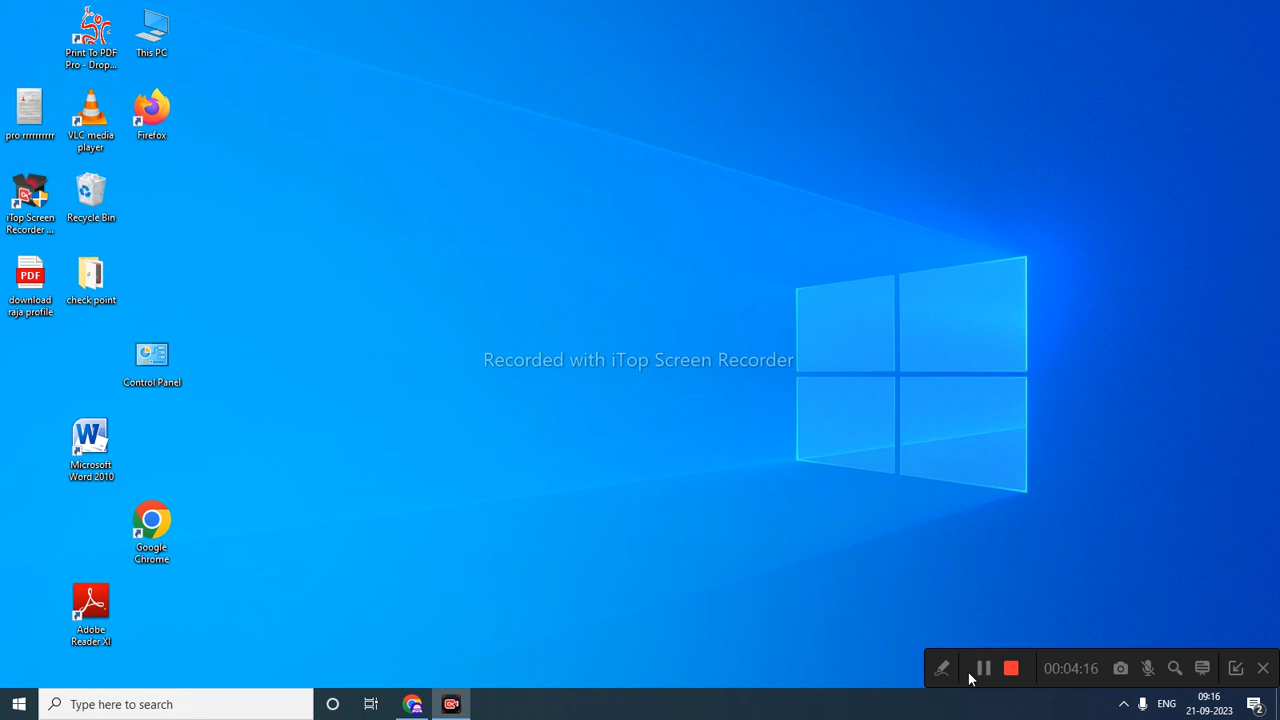 Print To PDF
Pro - Drop...
This PC
pro rrrrrrrrrr
VLC media
player
Firefox
iTop Screen
Recorder ...
Recycle Bin
PDF
download
raja profile
check point
Recorded with iTop Screen Recorder
Control Panel
W
Microsoft
Word 2010
Google
Chrome
Adobe
Reader XI
00:04:16
Type here to search
ENG
09:16
21-09-2023
2